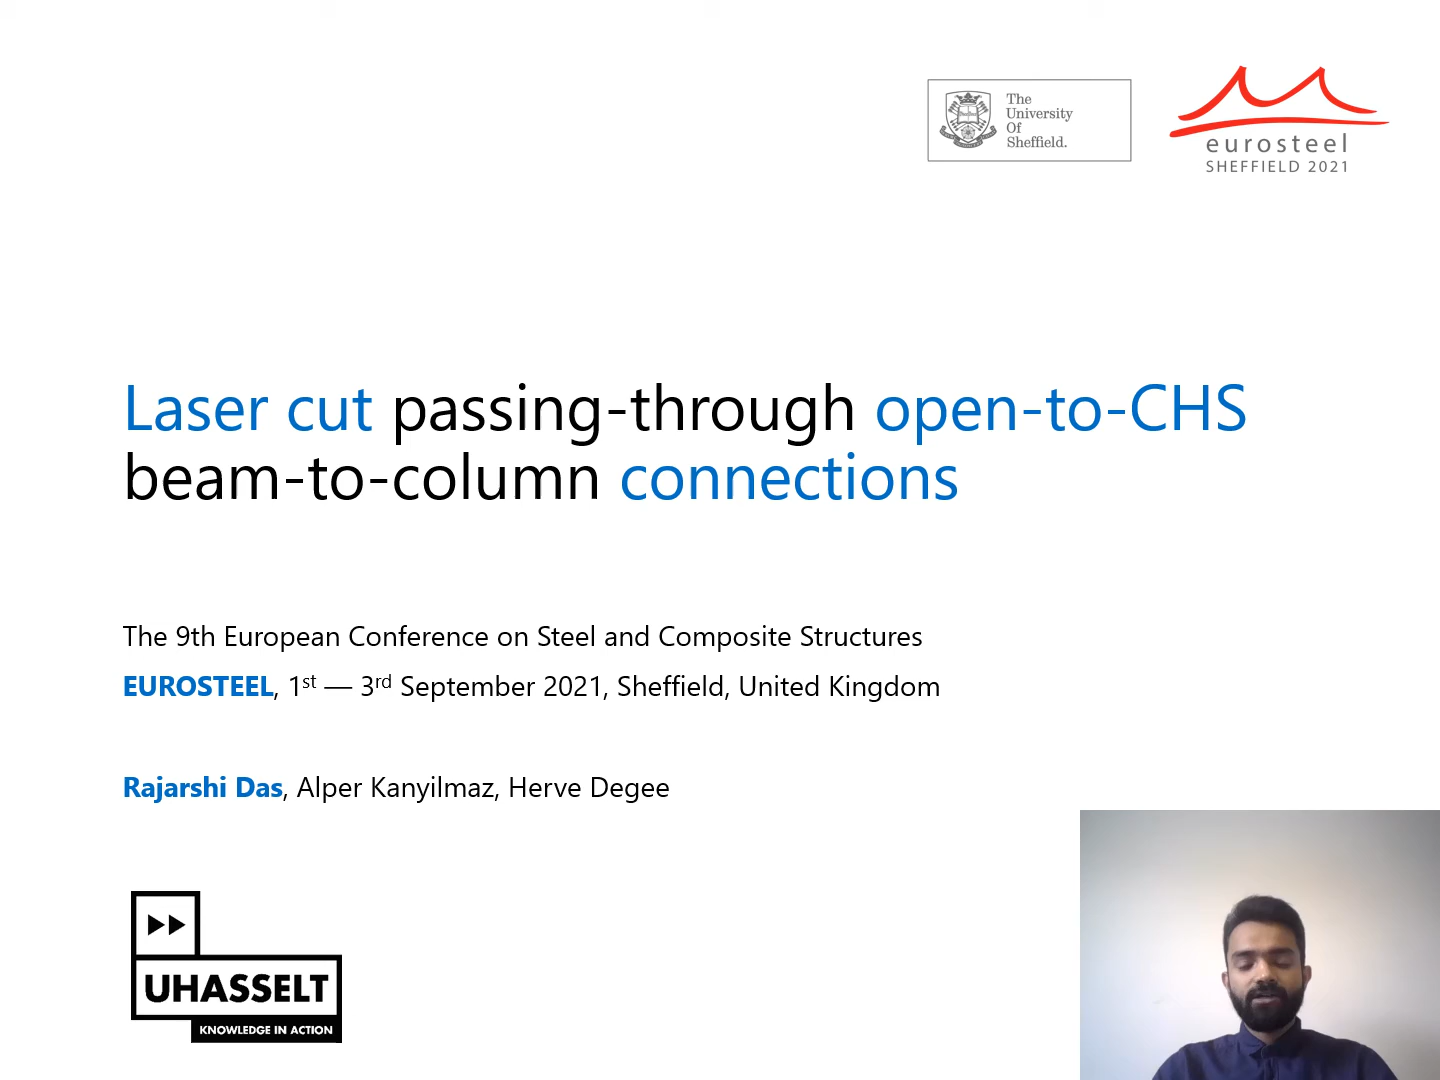 The
University
Of
Sheffield.
eurosteel
SHEFFIELD 2021
Laser cut passing-through open-to-CHS
beam-to-column connections
The 9th European Conference on Steel and Composite Structures
EUROSTEEL, 1st — 3rd September 2021, Sheffield, United Kingdom
Rajarshi Das, Alper Kanyilmaz, Herve Degee
UHASSELT
KNOWLEDGE IN ACTION